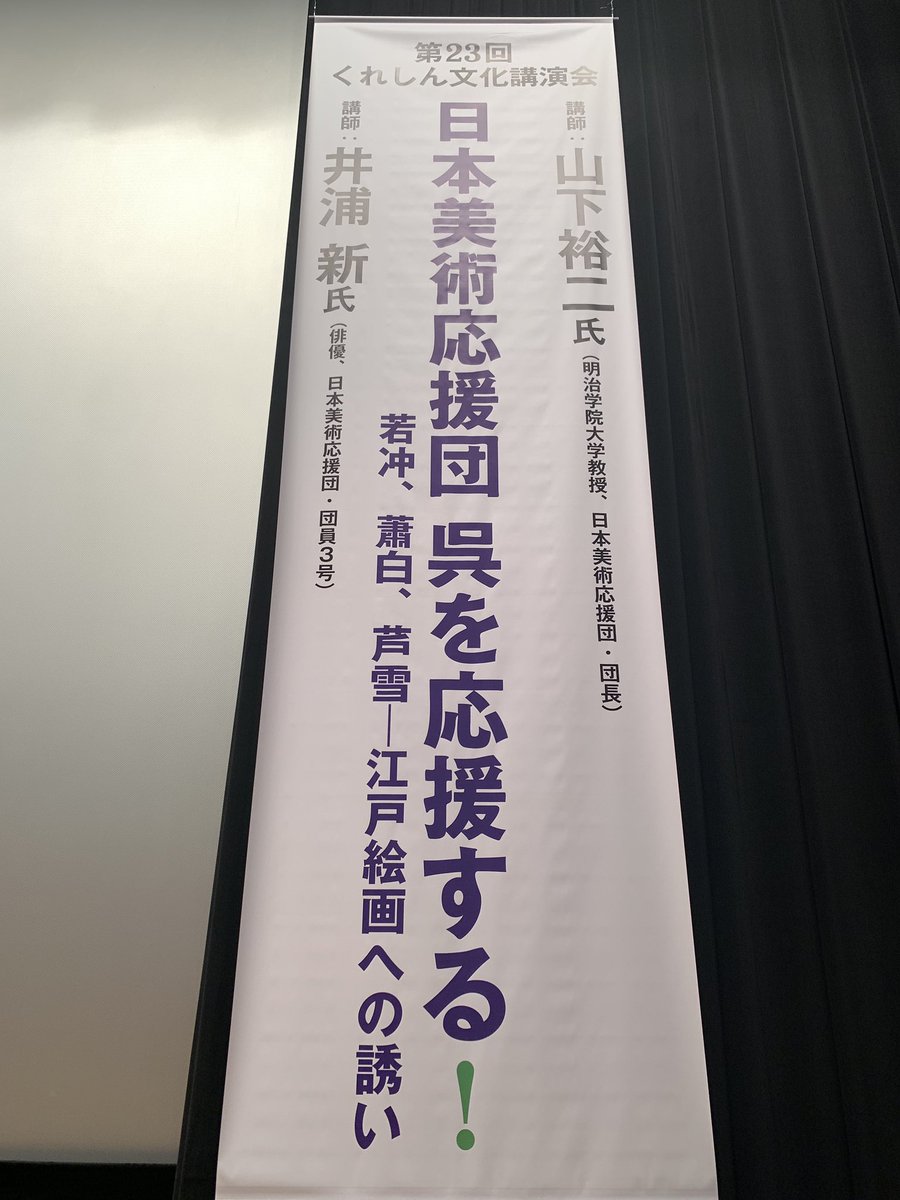 第23回
くれしん文化講演会
講師：山下裕二氏（明治学院大学教授、日本美術応援団・団長）
日本美術応援団 呉を応援する！
若冲、蕭白、芦雪―江戸絵画への誘い
講師：井浦 新氏（俳優、日本美術応援団・団員3号）